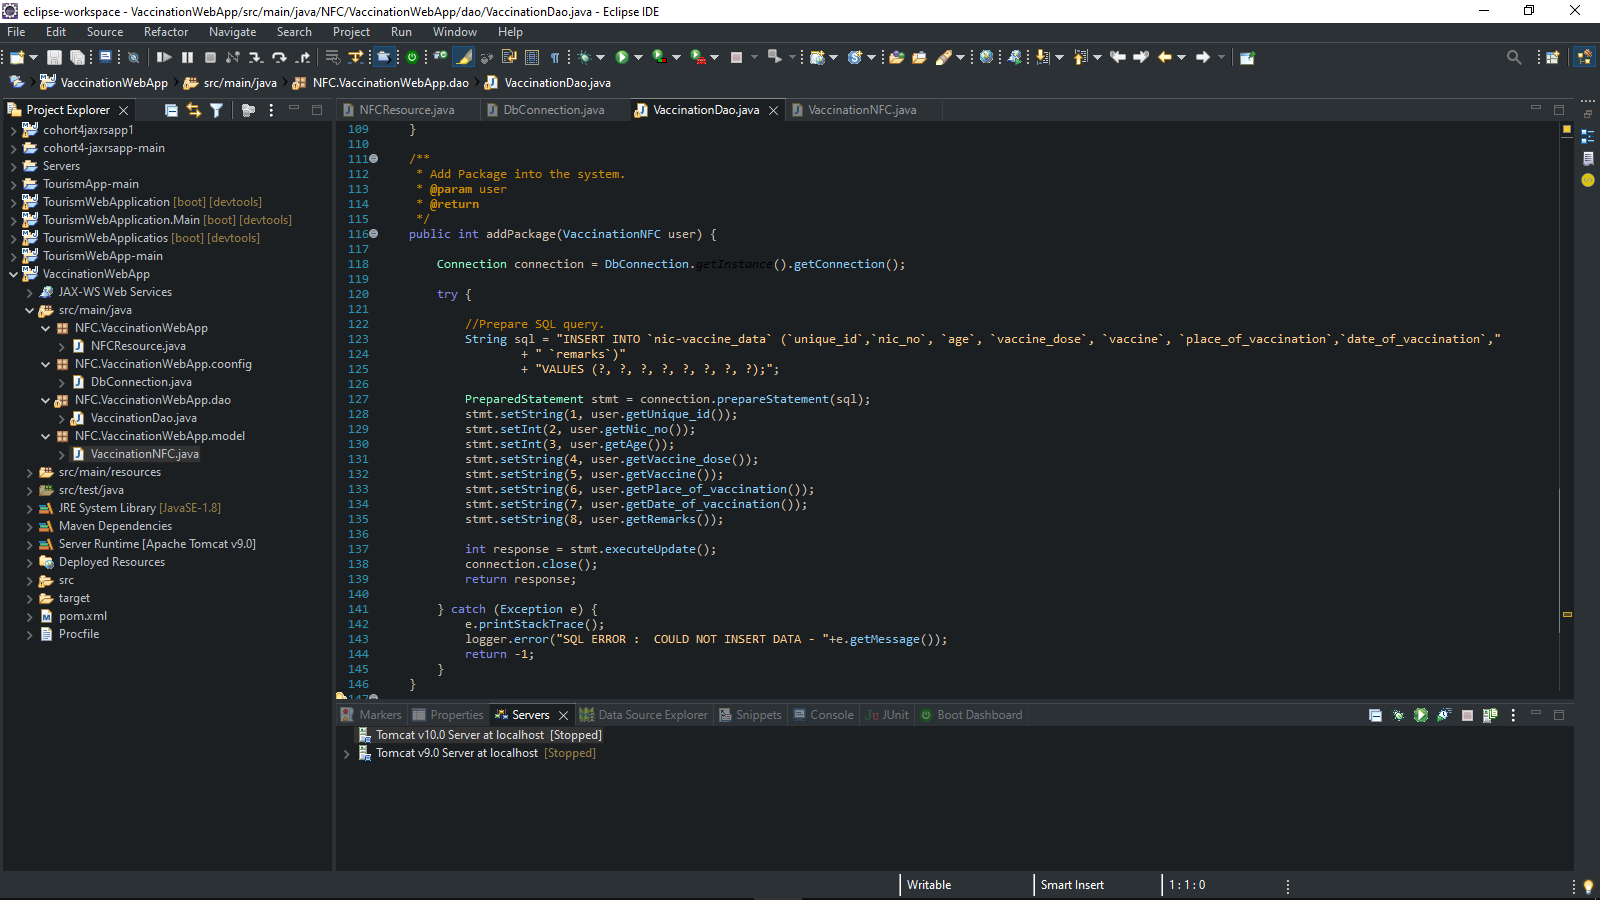 eclipse-workspace - VaccinationWebApp/src/main/java/NFC/VaccinationWebApp/dao/VaccinationDao.java - Eclipse IDE
File Edit Source Refactor Navigate Search Project Run Window Help
VaccinationWebApp src/main/java NFC.VaccinationWebApp.dao VaccinationDao.java
Project Explorer
cohort4jaxrsapp1
cohort4-jaxrsapp-main
Servers
TourismApp-main
TourismWebApplication [boot] [devtools]
TourismWebApplication.Main [boot] [devtools]
TourismWebApplicatios [boot] [devtools]
TourismWebApp-main
VaccinationWebApp
JAX-WS Web Services
src/main/java
NFC.VaccinationWebApp
NFCResource.java
NFC.VaccinationWebApp.coonfig
DbConnection.java
NFC.VaccinationWebApp.dao
VaccinationDao.java
NFC.VaccinationWebApp.model
VaccinationNFC.java
src/main/resources
src/test/java
JRE System Library [JavaSE-1.8]
Maven Dependencies
Server Runtime [Apache Tomcat v9.0]
Deployed Resources
src
target
pom.xml
Procfile
NFCResource.java DbConnection.java VaccinationDao.java VaccinationNFC.java
109 }
110
111 /**
112 * Add Package into the system.
113 * @param user
114 * @return
115 */
116 public int addPackage(VaccinationNFC user) {
117
118 Connection connection = DbConnection.getInstance().getConnection();
119
120 try {
121
122 //Prepare SQL query.
123 String sql = "INSERT INTO `nic-vaccine_data` (`unique_id`,`nic_no`, `age`, `vaccine_dose`, `vaccine`, `place_of_vaccination`,`date_of_vaccination`,"
124 + " `remarks`)"
125 + "VALUES (?, ?, ?, ?, ?, ?, ?, ?);";
126
127 PreparedStatement stmt = connection.prepareStatement(sql);
128 stmt.setString(1, user.getUnique_id());
129 stmt.setInt(2, user.getNic_no());
130 stmt.setInt(3, user.getAge());
131 stmt.setString(4, user.getVaccine_dose());
132 stmt.setString(5, user.getVaccine());
133 stmt.setString(6, user.getPlace_of_vaccination());
134 stmt.setString(7, user.getDate_of_vaccination());
135 stmt.setString(8, user.getRemarks());
136
137 int response = stmt.executeUpdate();
138 connection.close();
139 return response;
140
141 } catch (Exception e) {
142 e.printStackTrace();
143 logger.error("SQL ERROR :  COULD NOT INSERT DATA - "+e.getMessage());
144 return -1;
145 }
146 }
147
Markers Properties Servers Data Source Explorer Snippets Console JUnit Boot Dashboard
Tomcat v10.0 Server at localhost [Stopped]
Tomcat v9.0 Server at localhost [Stopped]
Writable Smart Insert 1 : 1 : 0